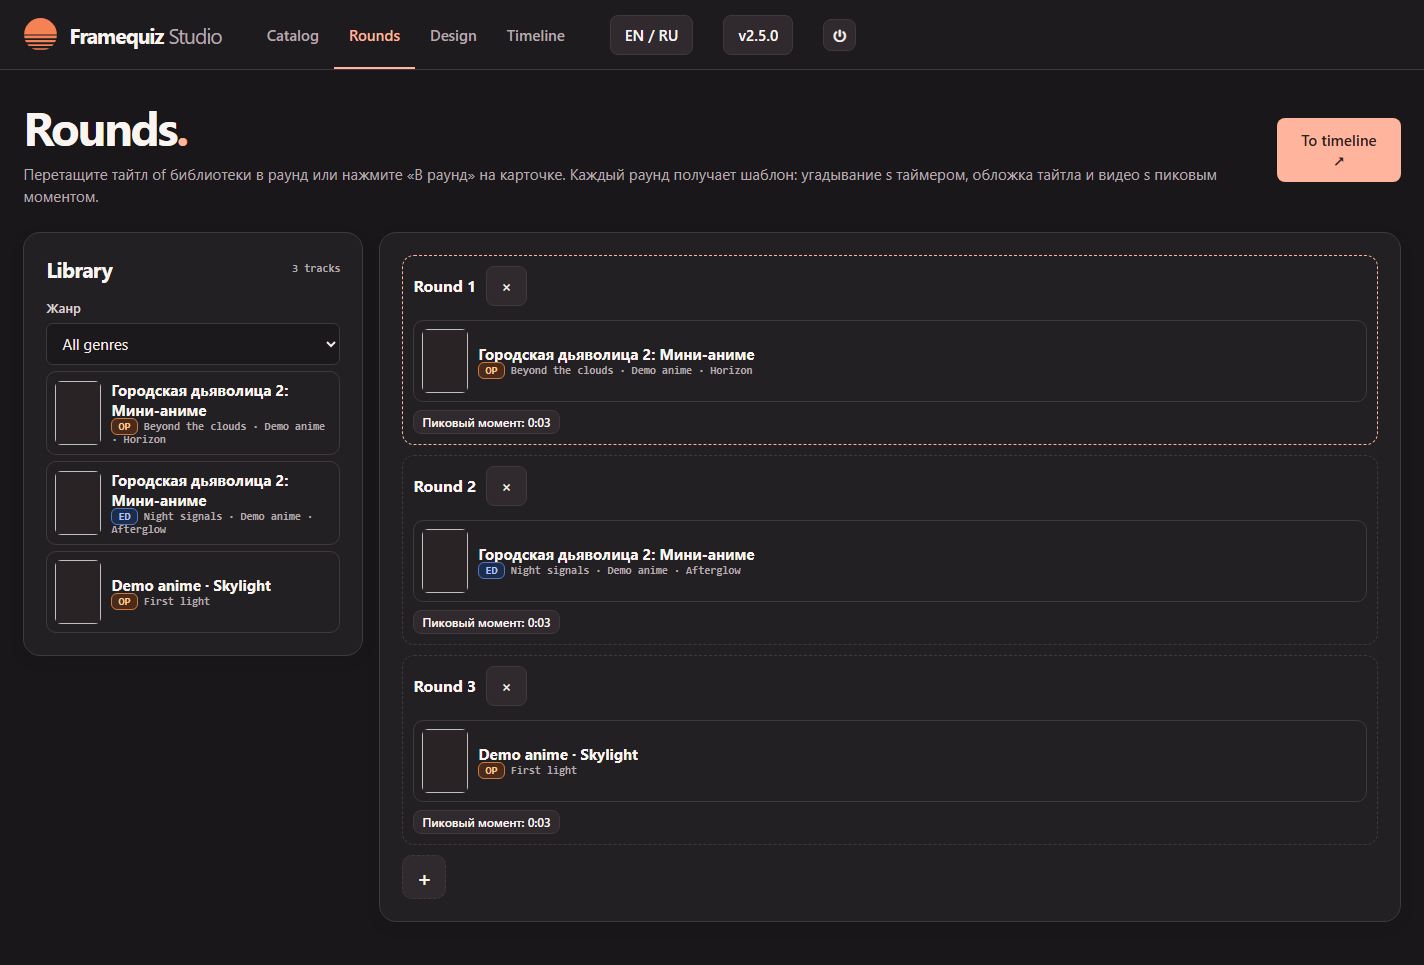 Framequiz Studio
Catalog
Rounds
Design
Timeline
EN / RU
v2.5.0
Rounds.
Перетащите тайтл of библиотеки в раунд или нажмите «В раунд» на карточке. Каждый раунд получает шаблон: угадывание s таймером, обложка тайтла и видео s пиковым
моментом.
To timeline
↗
Library
3 tracks
Жанр
All genres
Городская дьяволица 2:
Мини-аниме
OP Beyond the clouds · Demo anime
· Horizon
Городская дьяволица 2:
Мини-аниме
ED Night signals · Demo anime ·
Afterglow
Demo anime · Skylight
OP First light
Round 1 ×
Городская дьяволица 2: Мини-аниме
OP Beyond the clouds · Demo anime · Horizon
Пиковый момент: 0:03
Round 2 ×
Городская дьяволица 2: Мини-аниме
ED Night signals · Demo anime · Afterglow
Пиковый момент: 0:03
Round 3 ×
Demo anime · Skylight
OP First light
Пиковый момент: 0:03
+